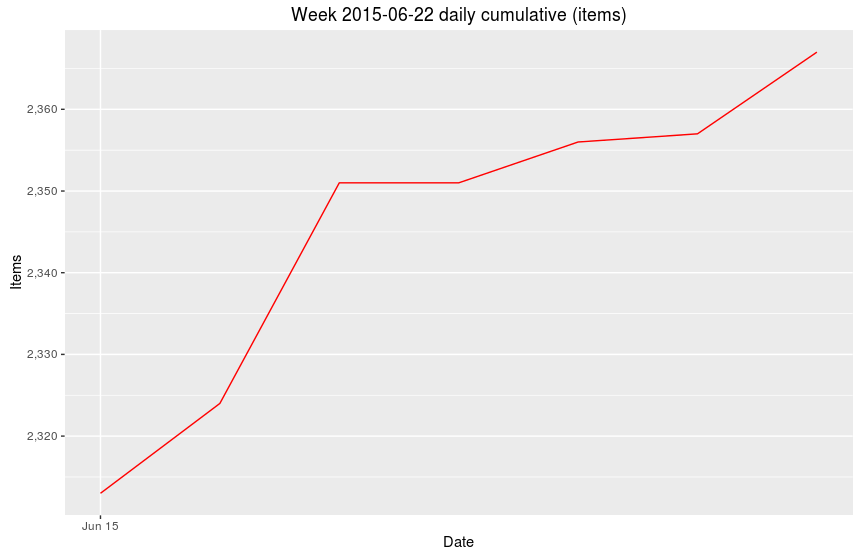 Week 2015-06-22 daily cumulative (items)
2,360
2,350
2,340
2,330
2,320
Items
Jun 15
Date